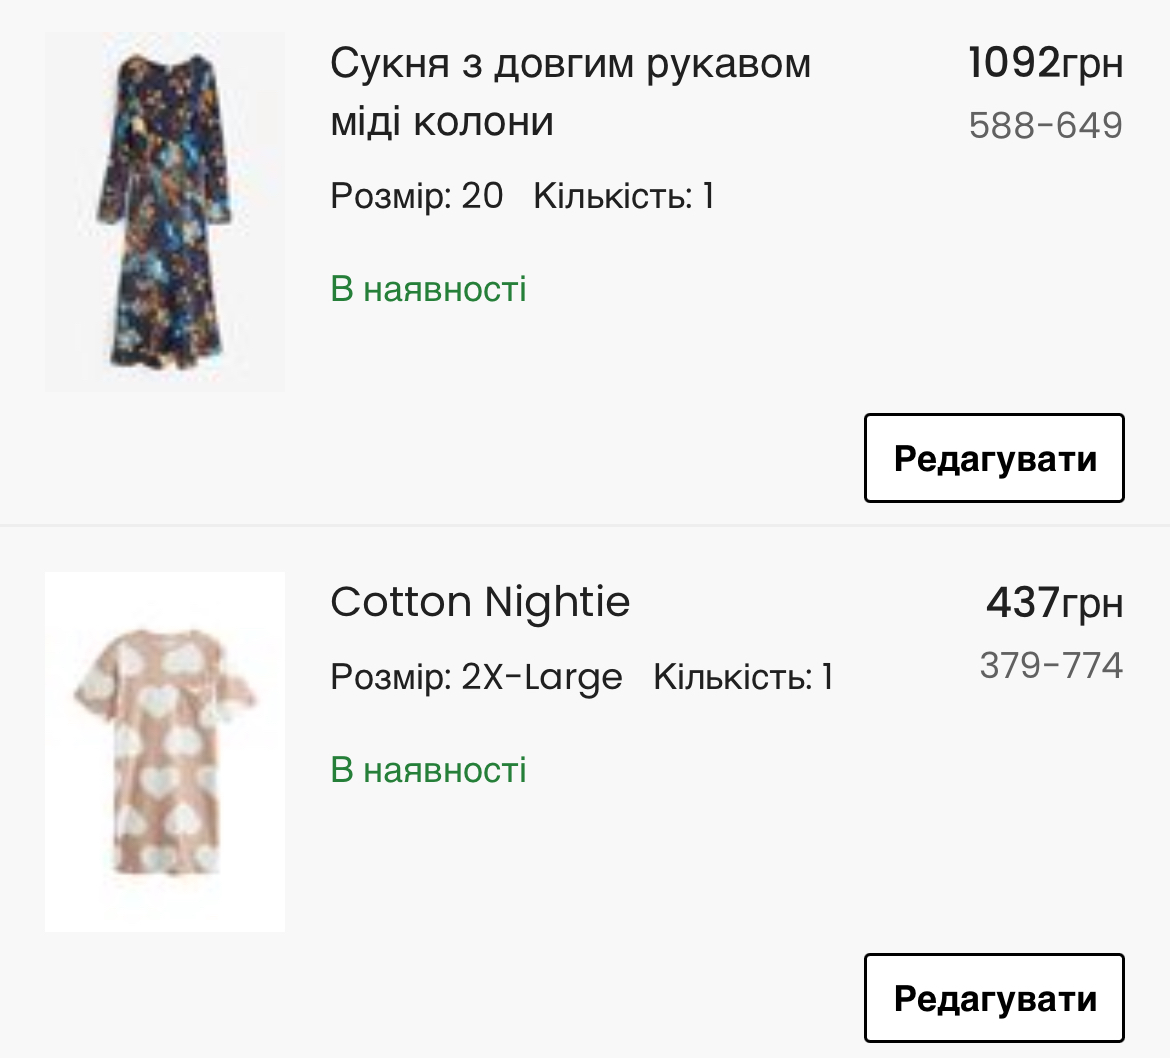 Сукня з довгим рукавом
міді колони
1092грн
588-649
Розмір: 20 Кількість: 1
В наявності
Редагувати
Cotton Nightie
437грн
379-774
Розмір: 2X-Large Кількість: 1
В наявності
Редагувати